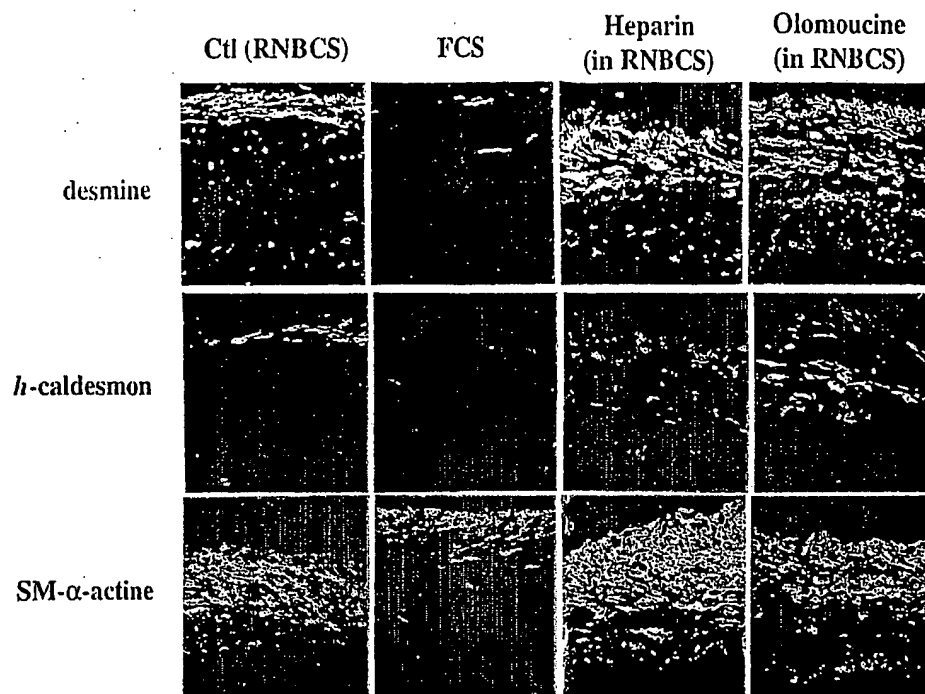 Ctl (RNBCS)
FCS
Heparin
(in RNBCS)
Olomoucine
(in RNBCS)
desmine
h-caldesmon
SM-α-actine